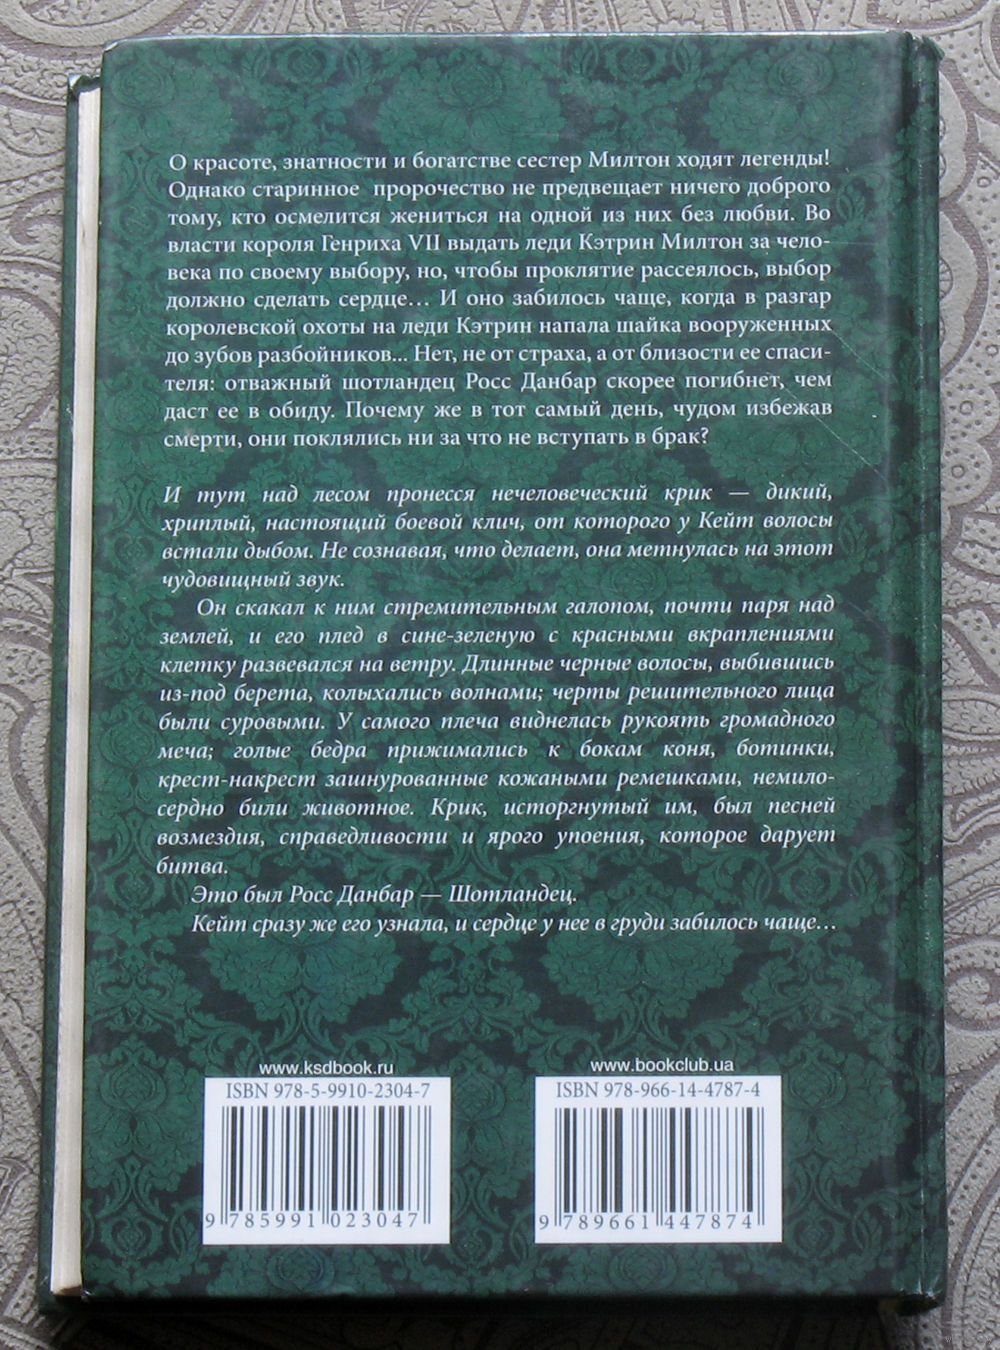 О красоте, знатности и богатстве сестер Милтон ходят легенды!
Однако старинное пророчество не предвещает ничего доброго
тому, кто осмелится жениться на одной из них без любви. Во
власти короля Генриха VII выдать леди Кэтрин Милтон за чело-
века по своему выбору, но, чтобы проклятие рассеялось, выбор
должно сделать сердце… И оно забилось чаще, когда в разгар
королевской охоты на леди Кэтрин напала шайка вооруженных
до зубов разбойников... Нет, не от страха, а от близости ее спаси-
теля: отважный шотландец Росс Данбар скорее погибнет, чем
даст ее в обиду. Почему же в тот самый день, чудом избежав
смерти, они поклялись ни за что не вступать в брак?
И тут над лесом пронесся нечеловеческий крик — дикий,
хриплый, настоящий боевой клич, от которого у Кейт волосы
встали дыбом. Не сознавая, что делает, она метнулась на этот
чудовищный звук.
Он скакал к ним стремительным галопом, почти паря над
землей, и его плед в сине-зеленую с красными вкраплениями
клетку развевался на ветру. Длинные черные волосы, выбившись
из-под берета, колыхались волнами; черты решительного лица
были суровыми. У самого плеча виднелась рукоять громадного
меча; голые бедра прижимались к бокам коня, ботинки,
крест-накрест зашнурованные кожаными ремешками, немило-
сердно били животное. Крик, исторгнутый им, был песней
возмездия, справедливости и ярого упоения, которое дарует
битва.
Это был Росс Данбар — Шотландец.
Кейт сразу же его узнала, и сердце у нее в груди забилось чаще…
www.ksdbook.ru
ISBN 978-5-9910-2304-7
9 785991 023047
www.bookclub.ua
ISBN 978-966-14-4787-4
9 789661 447874